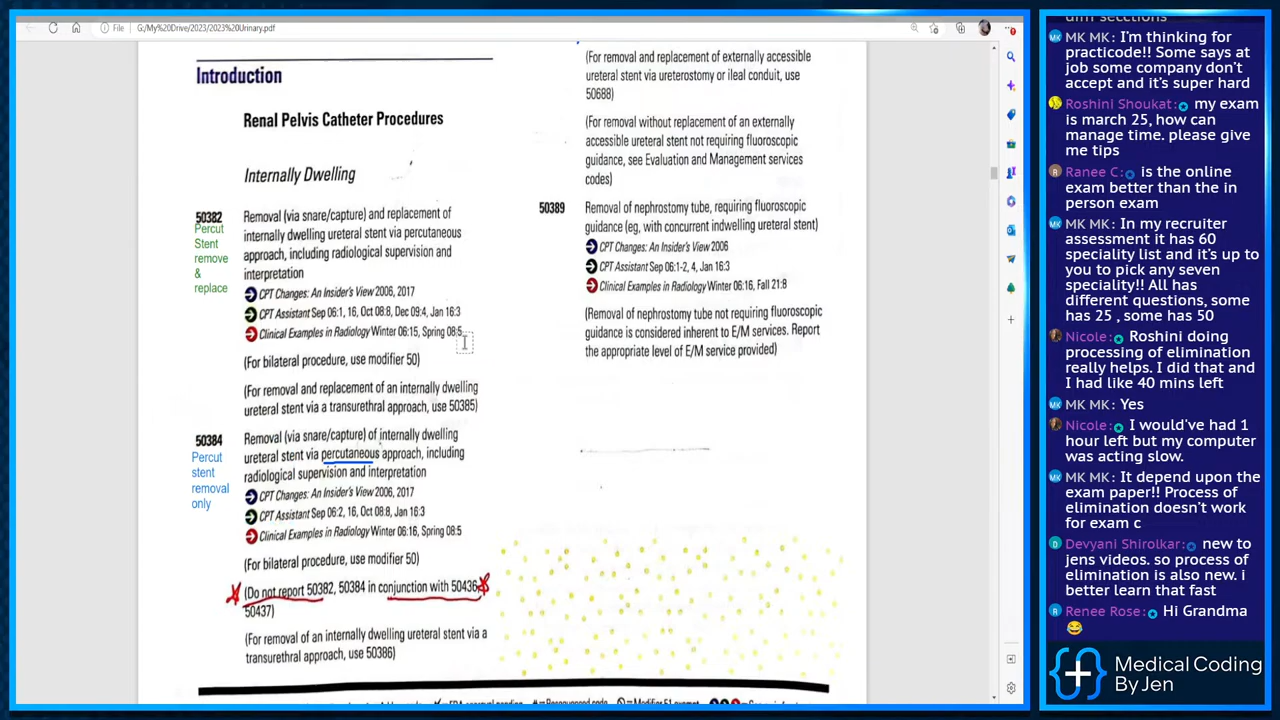 File
G:/My%20Drive/2023/2023%20Urinary.pdf
Introduction
Renal Pelvis Catheter Procedures
Internally Dwelling
50382
Percut
Stent
remove
&
replace
Removal (via snare/capture) and replacement of
internally dwelling ureteral stent via percutaneous
approach, including radiological supervision and
interpretation
CPT Changes: An Insider's View 2006, 2017
CPT Assistant Sep 06:1, 16, Oct 08:8, Dec 09:4, Jan 16:3
Clinical Examples in Radiology Winter 06:15, Spring 08:5
(For bilateral procedure, use modifier 50)
(For removal and replacement of an internally dwelling
ureteral stent via a transurethral approach, use 50385)
50384
Percut
stent
removal
only
Removal (via snare/capture) of internally dwelling
ureteral stent via percutaneous approach, including
radiological supervision and interpretation
CPT Changes: An Insider's View 2006, 2017
CPT Assistant Sep 06:2, 16, Oct 08:8, Jan 16:3
Clinical Examples in Radiology Winter 06:16, Spring 08:5
(For bilateral procedure, use modifier 50)
(Do not report 50382, 50384 in conjunction with 50436,
50437)
(For removal of an internally dwelling ureteral stent via a
transurethral approach, use 50386)
(For removal and replacement of externally accessible
ureteral stent via ureterostomy or ileal conduit, use
50688)
(For removal without replacement of an externally
accessible ureteral stent not requiring fluoroscopic
guidance, see Evaluation and Management services
codes)
50389
Removal of nephrostomy tube, requiring fluoroscopic
guidance (eg, with concurrent indwelling ureteral stent)
CPT Changes: An Insider's View 2006
CPT Assistant Sep 06:1-2, 4, Jan 16:3
Clinical Examples in Radiology Winter 06:16, Fall 21:8
(Removal of nephrostomy tube not requiring fluoroscopic
guidance is considered inherent to E/M services. Report
the appropriate level of E/M service provided)
MK MK: I'm thinking for
practicode!! Some says at
job some company don't
accept and it's super hard
Roshini Shoukat: my exam
is march 25, how can
manage time. please give
me tips
Ranee C: is the online
exam better than the in
person exam
MK MK: In my recruiter
assessment it has 60
speciality list and it's up to
you to pick any seven
speciality!! All has
different questions, some
has 25 , some has 50
Nicole: Roshini doing
processing of elimination
really helps. I did that and
I had like 40 mins left
MK MK: Yes
Nicole: I would've had 1
hour left but my computer
was acting slow.
MK MK: It depend upon the
exam paper!! Process of
elimination doesn't work
for exam c
Devyani Shirolkar: new to
jens videos. so process of
elimination is also new. i
better learn that fast
Renee Rose: Hi Grandma
😂
Medical Coding
By Jen